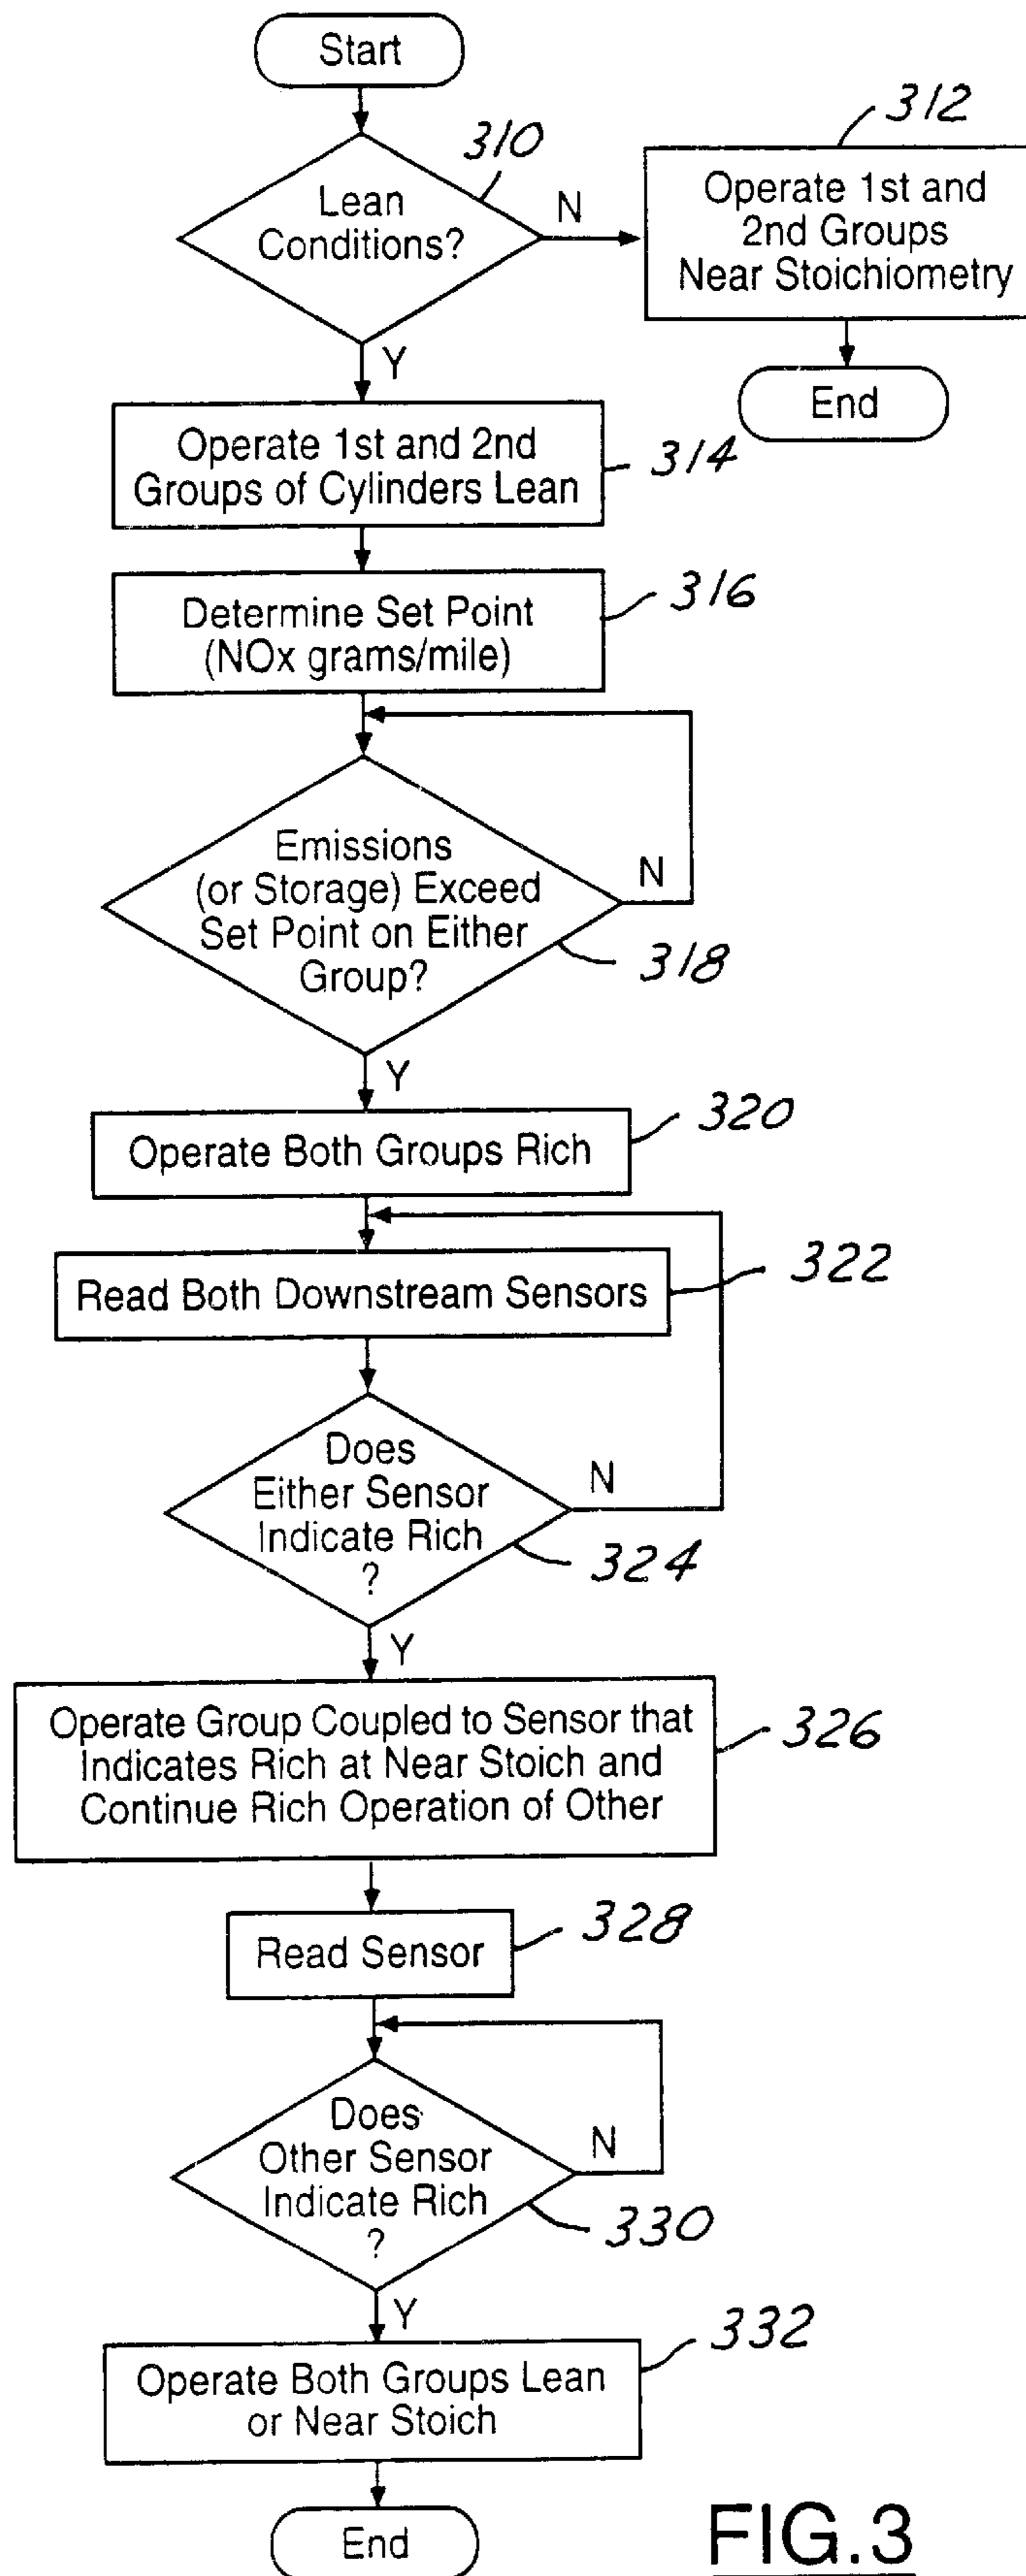 Start
310
Lean
Conditions?
N
312
Operate 1st and
2nd Groups
Near Stoichiometry
End
Y
Operate 1st and 2nd
Groups of Cylinders Lean
314
Determine Set Point
(NOx grams/mile)
316
Emissions
(or Storage) Exceed
Set Point on Either
Group?
N
318
Y
Operate Both Groups Rich
320
Read Both Downstream Sensors
322
Does
Either Sensor
Indicate Rich
?
N
324
Y
Operate Group Coupled to Sensor that
Indicates Rich at Near Stoich and
Continue Rich Operation of Other
326
Read Sensor
328
Does
Other Sensor
Indicate Rich
?
N
330
Y
Operate Both Groups Lean
or Near Stoich
332
End
FIG.3